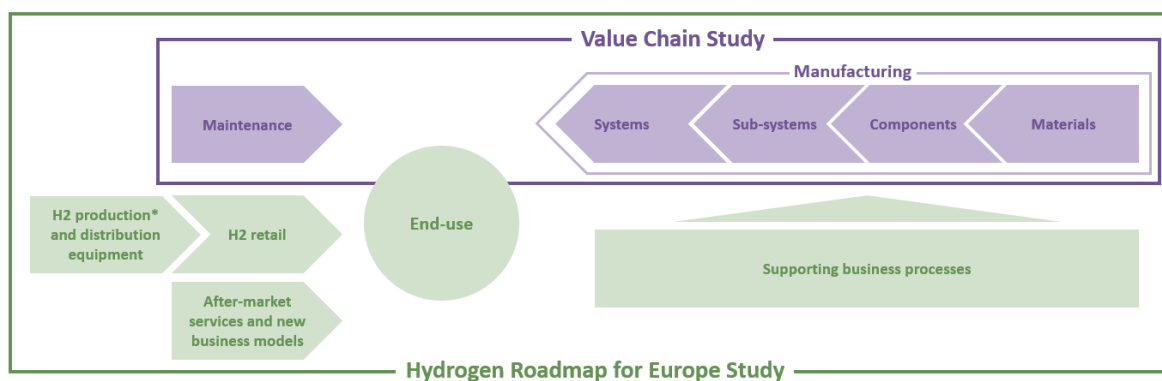 Value Chain Study
Manufacturing
Maintenance
Systems
Sub-systems
Components
Materials
H2 production*
and distribution
equipment
H2 retail
End-use
Supporting business processes
After-market
services and new
business models
Hydrogen Roadmap for Europe Study